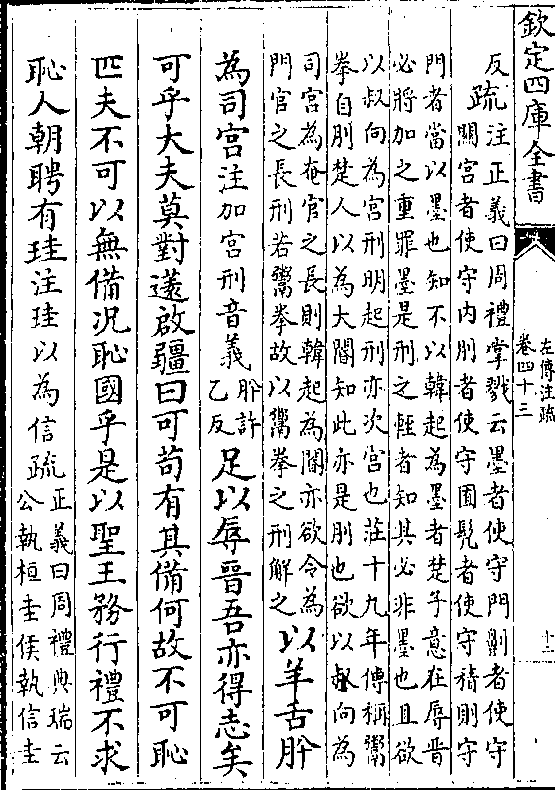 欽定四庫全書
左傳注疏
卷四十三
十二
反疏注正義曰周禮掌戮云墨者使守門劓者使守
關宫者使守内刖者使守囿髡者使守積則守
門者當以墨也知不以韓起為墨者楚子意在辱晉
必將加之重罪墨是刑之輕者知其必非墨也且欲
以叔向為宫刑明起刑亦次宫也莊十九年傳稱鬻
拳自刖楚人以為大閽知此亦是刖也欲以叔向為
司宫為奄官之長則韓起為閽亦欲令為
門官之長刑若鬻拳故以鬻拳之刑解之
以羊舌肸
為司宫注加宫刑音義
肸許
乙反
足以辱晉吾亦得志矣
可乎大夫莫對薳啟疆曰可苟有其備何故不可恥
匹夫不可以無備况恥國乎是以聖王務行禮不求
恥人朝聘有珪注珪以為信疏
正義曰周禮典瑞云
公執桓圭侯執信圭